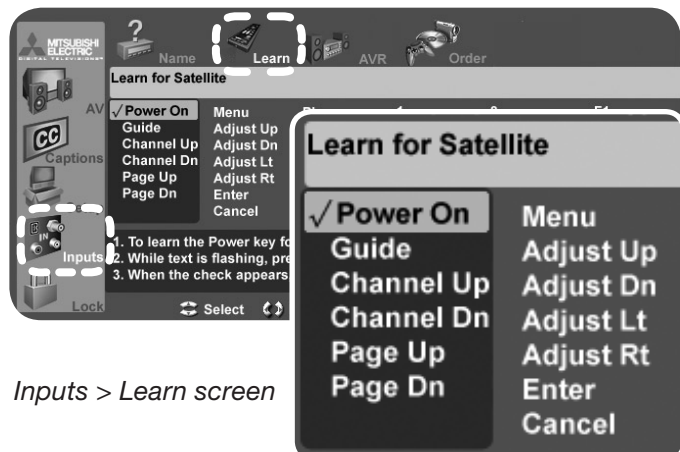 MITSUBISHI
ELECTRIC
DIGITAL TELEVISIONS
?
Name
Learn
AVR
Order
Learn for Satellite
AV
CC
Captions
IN
Inputs
Lock
√ Power On
Guide
Channel Up
Channel Dn
Page Up
Page Dn
Menu
Adjust Up
Adjust Dn
Adjust Lt
Adjust Rt
Enter
Cancel
1. To learn the Power key fo
2. While text is flashing, pre
3. When the check appears
Select
Learn for Satellite
√ Power On
Guide
Channel Up
Channel Dn
Page Up
Page Dn
Menu
Adjust Up
Adjust Dn
Adjust Lt
Adjust Rt
Enter
Cancel
Inputs > Learn screen